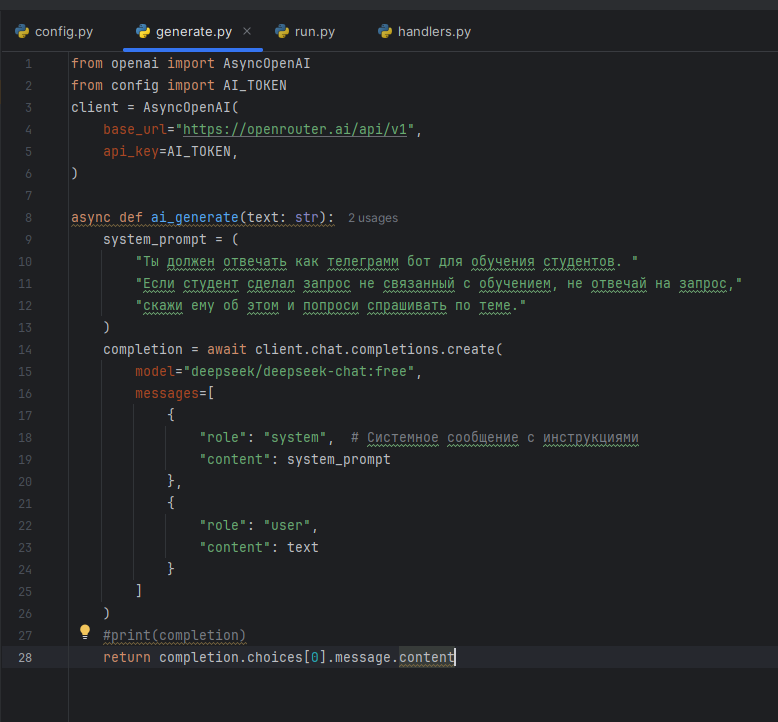 config.py generate.py run.py handlers.py
1 from openai import AsyncOpenAI
2 from config import AI_TOKEN
3 client = AsyncOpenAI(
4     base_url="https://openrouter.ai/api/v1",
5     api_key=AI_TOKEN,
6 )
7
8 async def ai_generate(text: str): 2 usages
9     system_prompt = (
10         "Ты должен отвечать как телеграмм бот для обучения студентов. "
11         "Если студент сделал запрос не связанный с обучением, не отвечай на запрос,"
12         "скажи ему об этом и попроси спрашивать по теме."
13     )
14     completion = await client.chat.completions.create(
15         model="deepseek/deepseek-chat:free",
16         messages=[
17             {
18                 "role": "system",  # Системное сообщение с инструкциями
19                 "content": system_prompt
20             },
21             {
22                 "role": "user",
23                 "content": text
24             }
25         ]
26     )
27     #print(completion)
28     return completion.choices[0].message.content